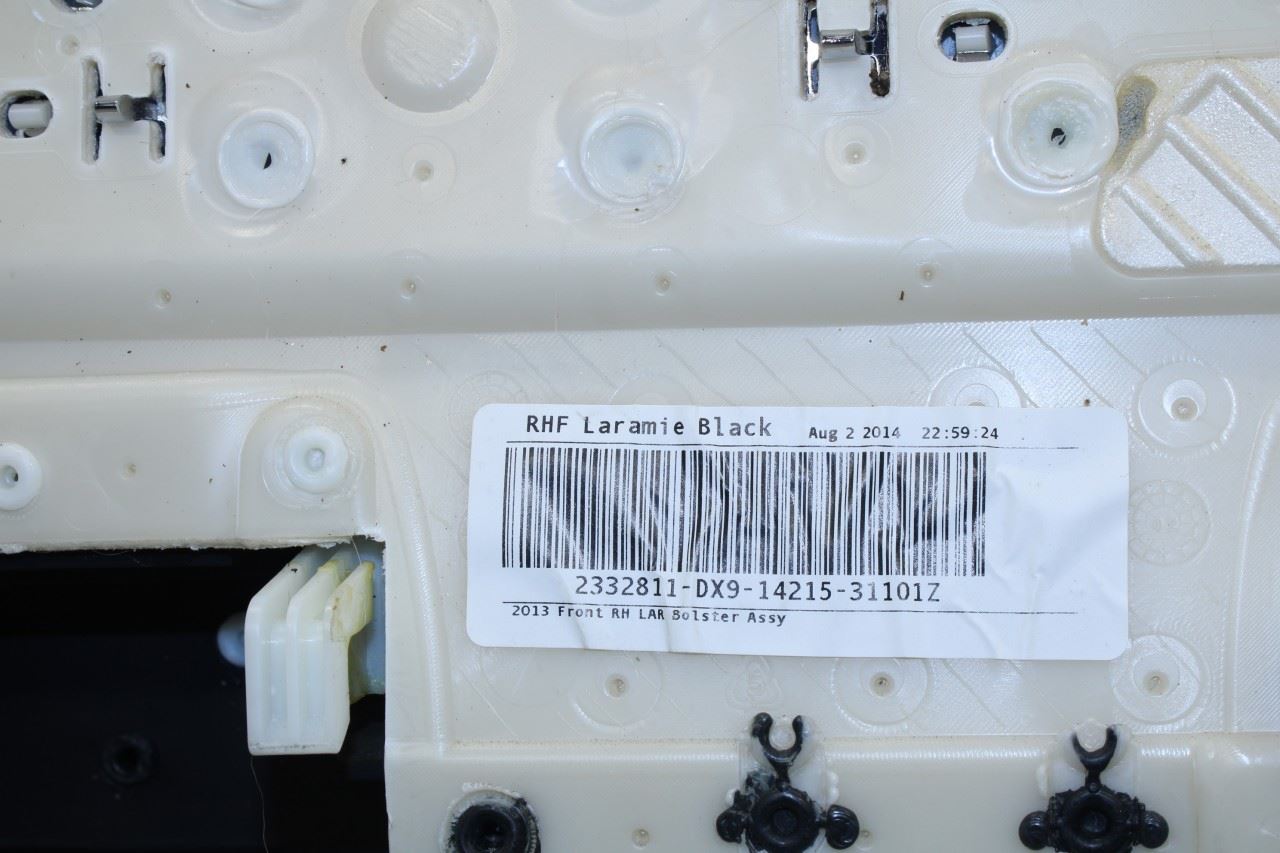 RHF Laramie Black Aug 2 2014 22:59:24
2332811-DX9-14215-31101Z
2013 Front RH LAR Bolster Assy